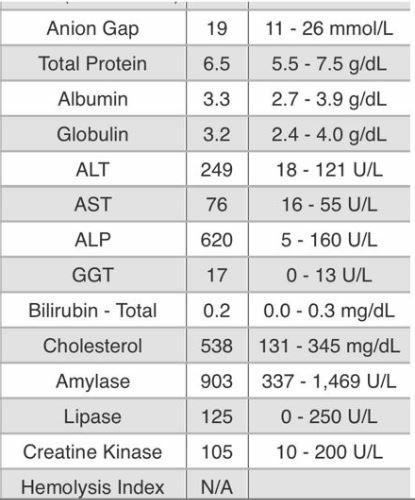 Anion Gap 19 11 - 26 mmol/L
Total Protein 6.5 5.5 - 7.5 g/dL
Albumin 3.3 2.7 - 3.9 g/dL
Globulin 3.2 2.4 - 4.0 g/dL
ALT 249 18 - 121 U/L
AST 76 16 - 55 U/L
ALP 620 5 - 160 U/L
GGT 17 0 - 13 U/L
Bilirubin - Total 0.2 0.0 - 0.3 mg/dL
Cholesterol 538 131 - 345 mg/dL
Amylase 903 337 - 1,469 U/L
Lipase 125 0 - 250 U/L
Creatine Kinase 105 10 - 200 U/L
Hemolysis Index N/A